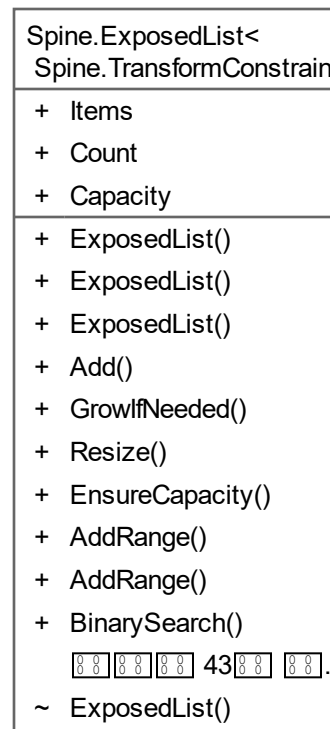 Spine.ExposedList<
Spine.TransformConstrain
+ Items
+ Count
+ Capacity
+ ExposedList()
+ ExposedList()
+ ExposedList()
+ Add()
+ GrowIfNeeded()
+ Resize()
+ EnsureCapacity()
+ AddRange()
+ AddRange()
+ BinarySearch()
43
~ ExposedList()